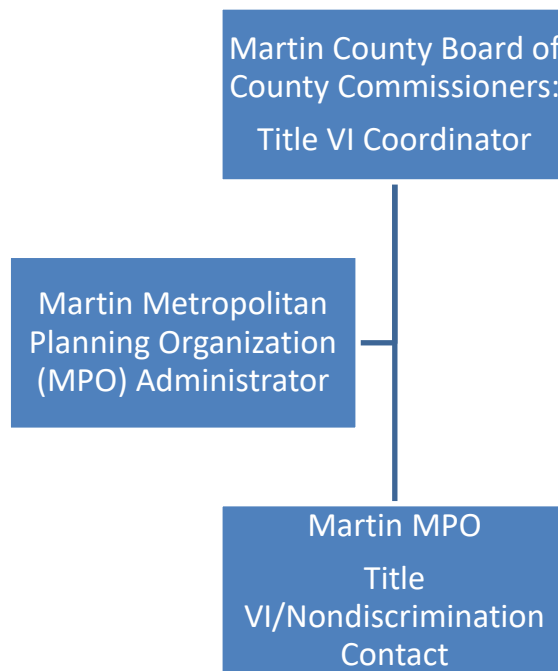 Martin County Board of
County Commissioners:
Title VI Coordinator
Martin Metropolitan
Planning Organization
(MPO) Administrator
Martin MPO
Title
VI/Nondiscrimination
Contact